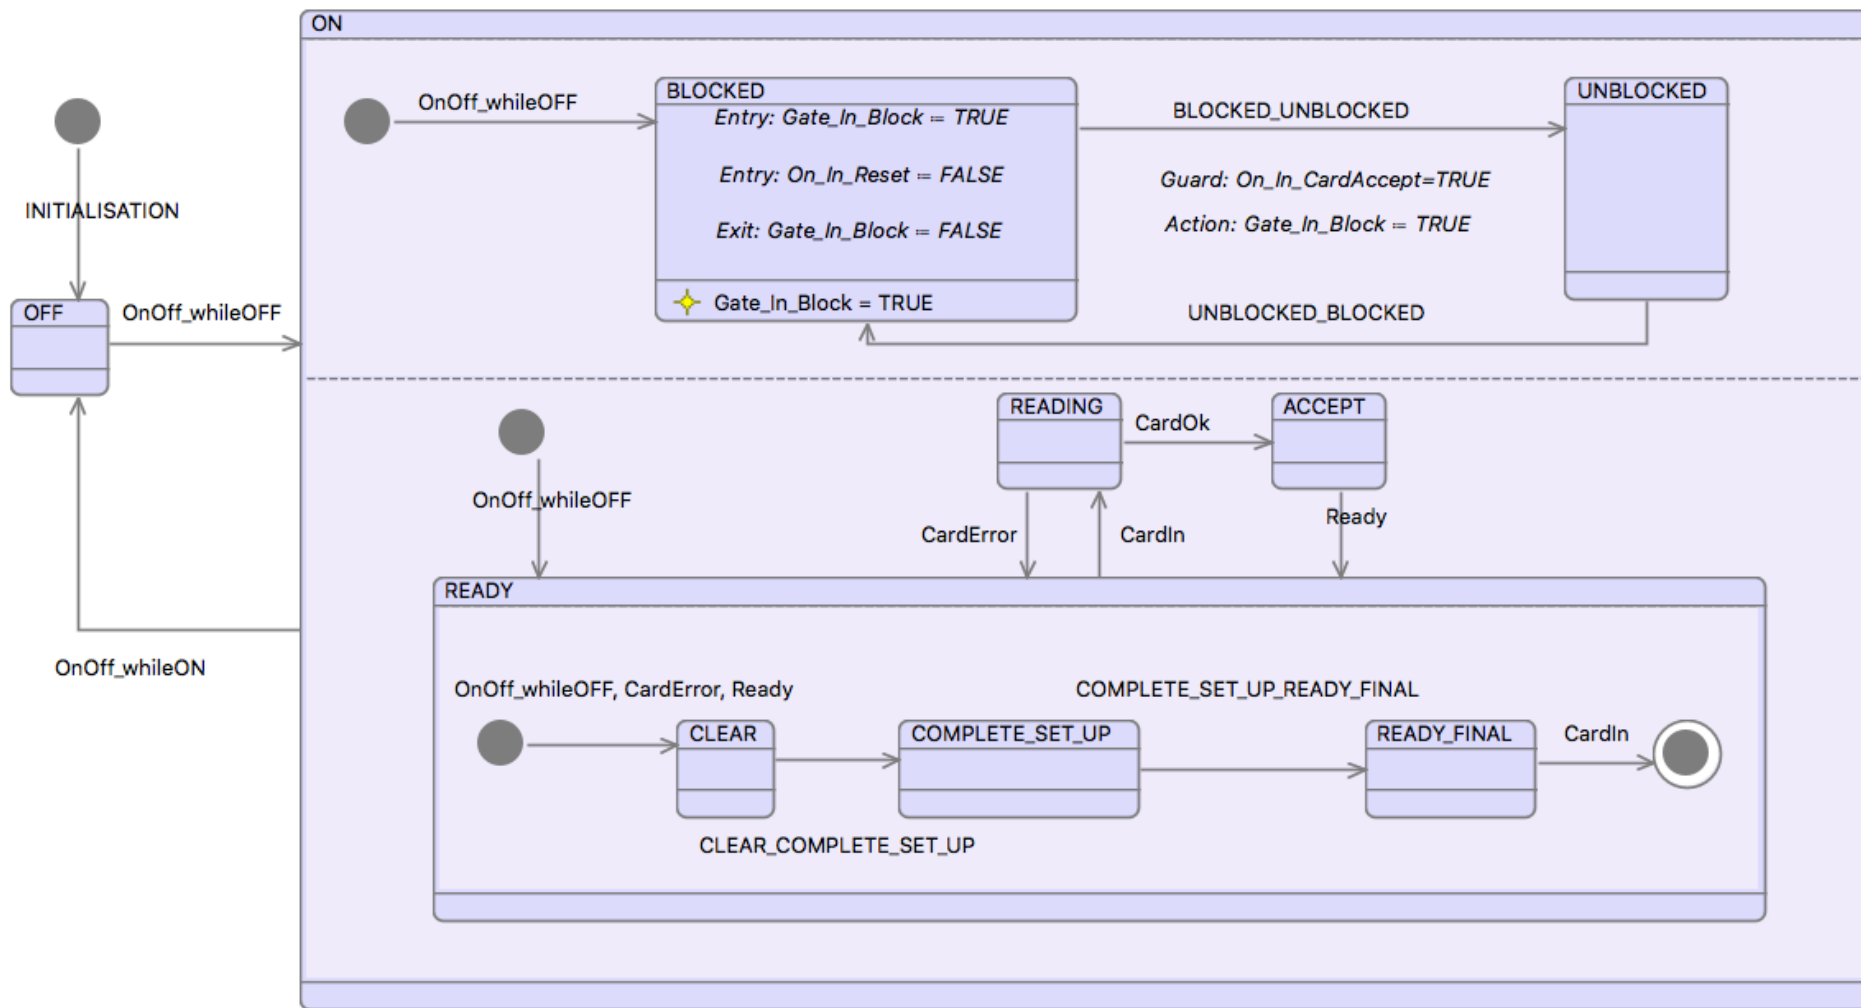 ON
OnOff_whileOFF
BLOCKED
Entry: Gate_In_Block ≔ TRUE
Entry: On_In_Reset ≔ FALSE
Exit: Gate_In_Block ≔ FALSE
Gate_In_Block = TRUE
BLOCKED_UNBLOCKED
Guard: On_In_CardAccept=TRUE
Action: Gate_In_Block ≔ TRUE
UNBLOCKED
UNBLOCKED_BLOCKED
INITIALISATION
OFF
OnOff_whileOFF
OnOff_whileON
OnOff_whileOFF
READING
CardOk
ACCEPT
CardError
CardIn
Ready
READY
OnOff_whileOFF, CardError, Ready
COMPLETE_SET_UP_READY_FINAL
CLEAR
COMPLETE_SET_UP
READY_FINAL
CardIn
CLEAR_COMPLETE_SET_UP